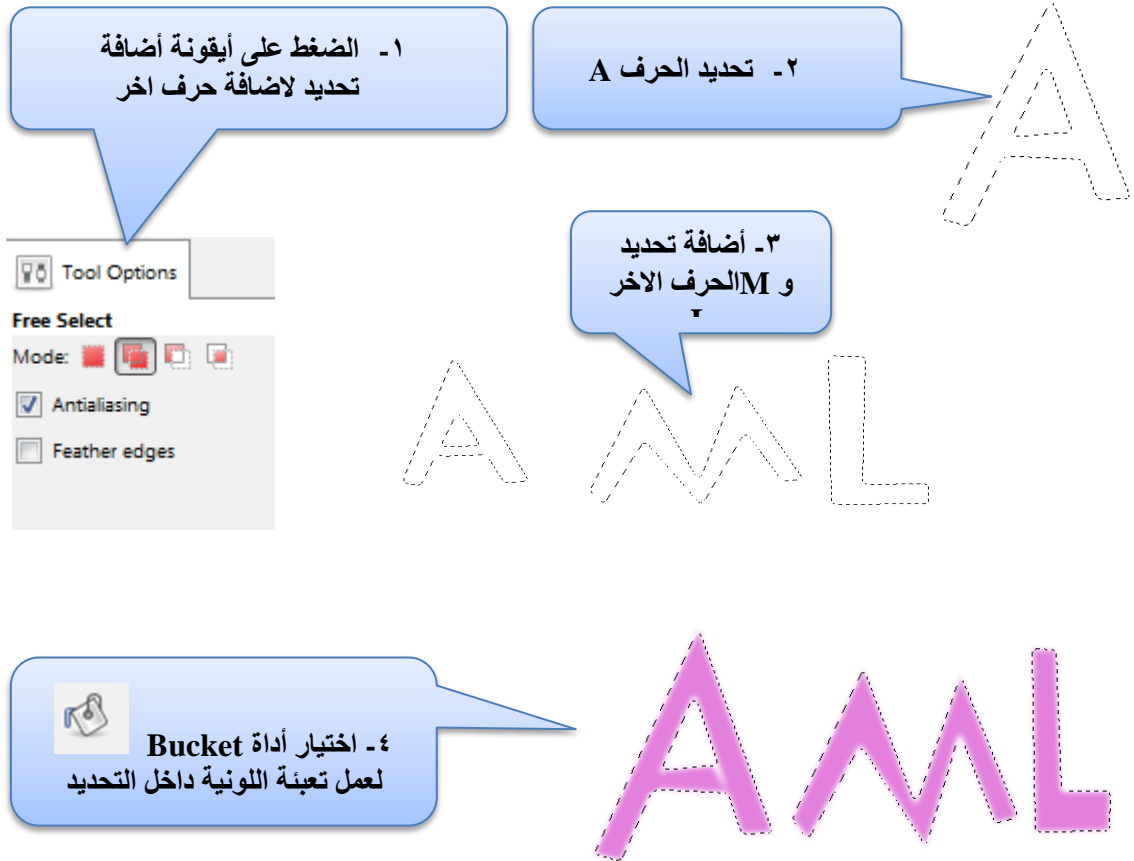 ١- الضغط على أيقونة أضافة
تحديد لاضافة حرف اخر
٢- تحديد الحرف A
A
Tool Options
Free Select
Mode:
Antialiasing
Feather edges
٣- أضافة تحديد
و Mالحرف الاخر
A M L
٤- اختيار أداة Bucket
لعمل تعبئة اللونية داخل التحديد
A M L